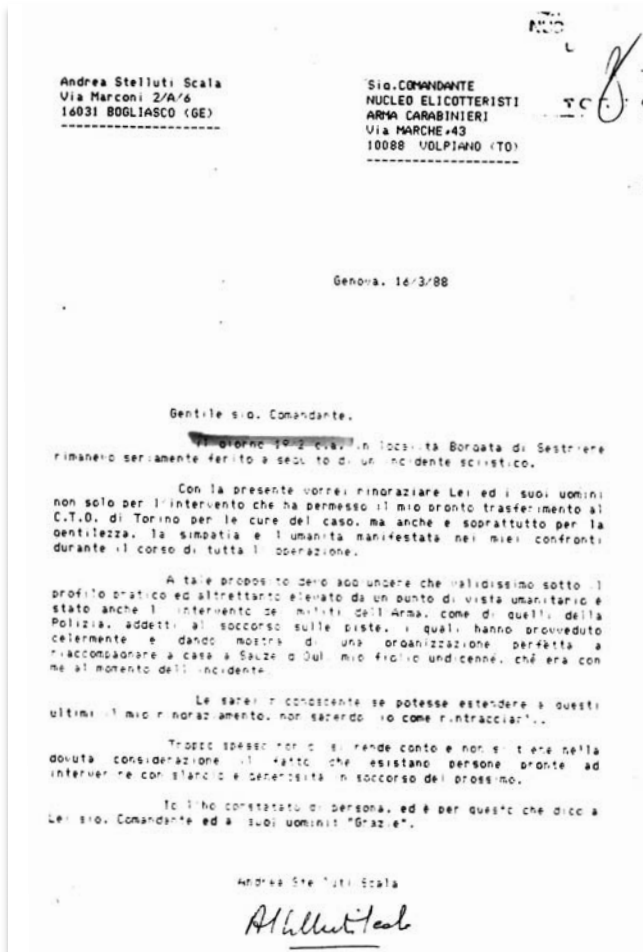 NUC
Andrea Stelluti Scala
Via Marconi 2/A/6
16031 BOGLIASCO (GE)
Sig.COMANDANTE
NUCLEO ELICOTTERISTI
ARMA CARABINIERI
Via MARCHE,43
10088 VOLPIANO (TO)
Genova, 16/3/88
Gentile sig. Comandante,
il giorno 19/2 c.a. in località Borgata di Sestriere
rimanevo seriamente ferito a seguito di un incidente sciistico.
Con la presente vorrei ringraziare Lei ed i suoi uomini
non solo per l'intervento che ha permesso il mio pronto trasferimento al
C.T.O. di Torino per le cure del caso, ma anche e soprattutto per la
gentilezza, la simpatia e l'umanità manifestata nei miei confronti
durante il corso di tutta l'operazione.
A tale proposito devo aggiungere che validissimo sotto il
profilo pratico ed altrettanto elevato da un punto di vista umanitario è
stato anche l'intervento dei militi dell'Arma, come di quelli della
Polizia, addetti al soccorso sulle piste, i quali hanno provveduto
celermente e dando mostra di una organizzazione perfetta a
riaccompagnare a casa a Sauze d'Oul. mio figlio undicenne, ché era con
me al momento dell'incidente.
Le sarei riconoscente se potesse estendere a questi
ultimi il mio ringraziamento, non sapendo io come rintracciarli.
Troppo spesso non ci si rende conto e non si tiene nella
dovuta considerazione il fatto che esistano persone pronte ad
intervenire con slancio e generosità in soccorso del prossimo.
Io l'ho constatato di persona, ed è per questo che dico a
Lei sig. Comandante ed ai suoi uomini: "Grazie".
Andrea Stelluti Scala